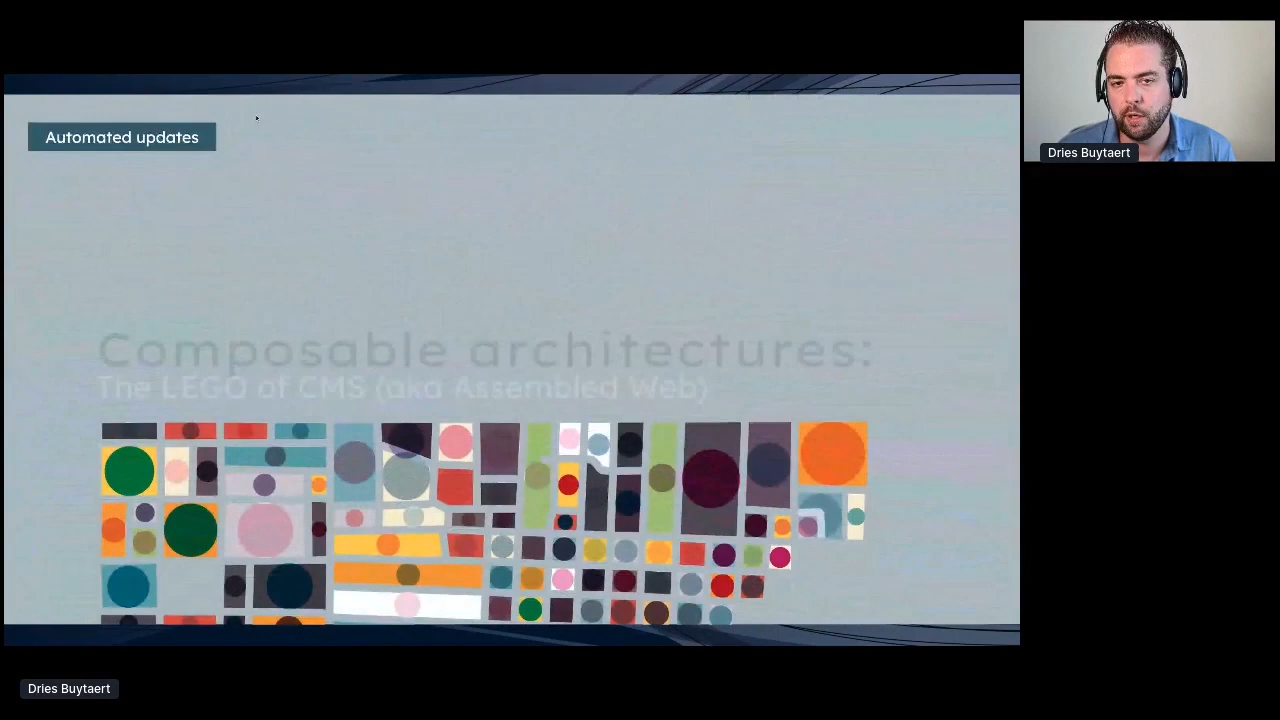 Automated updates
Composable architectures:
The LEGO of CMS (aka Assembled Web)
Dries Buytaert
Dries Buytaert